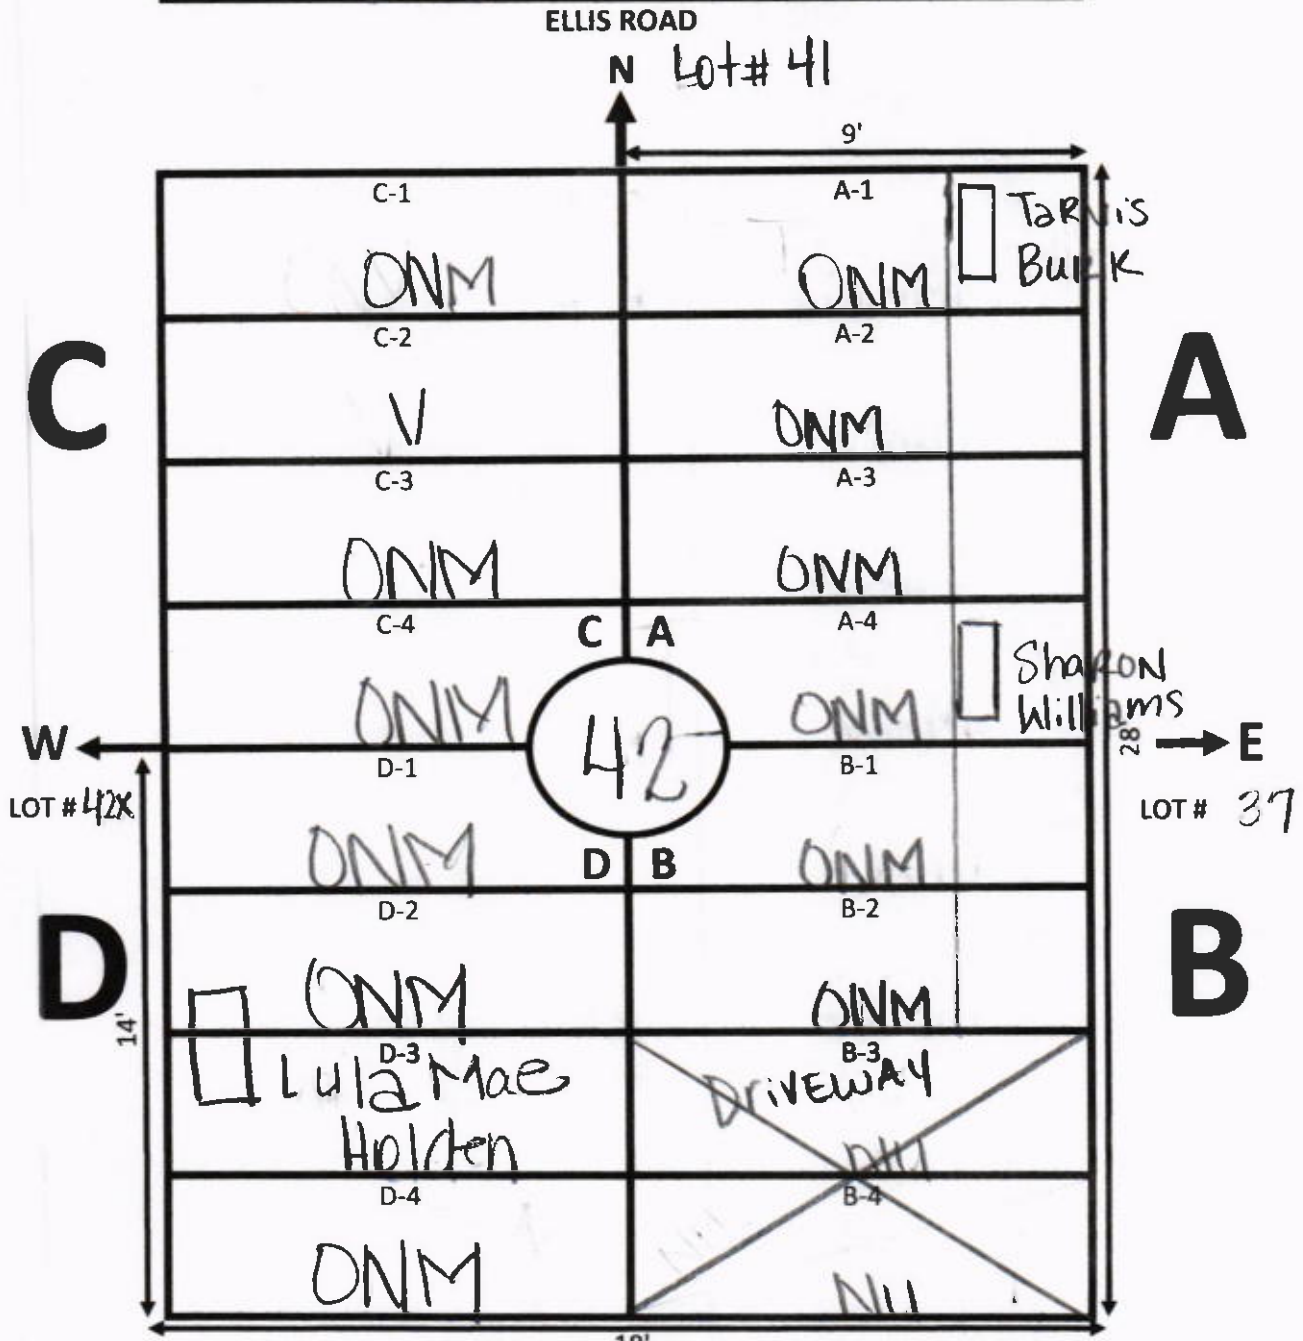 ELLIS ROAD
N Lot# 41
9'
C-1
A-1
TaRvis
Burk
ONM
ONM
C-2
A-2
C
A
V
ONM
C-3
A-3
ONM
ONM
C-4
C A
A-4
Sharon
Williams
ONM
42
ONM
W
28'
E
D-1
B-1
LOT # 42X
LOT # 37
ONM
D B
ONM
D-2
B-2
D
B
ONM
ONM
14'
D-3
B-3
Lula Mae
DRiVEWAY
Holden
D-4
B-4
ONM
NU
18'